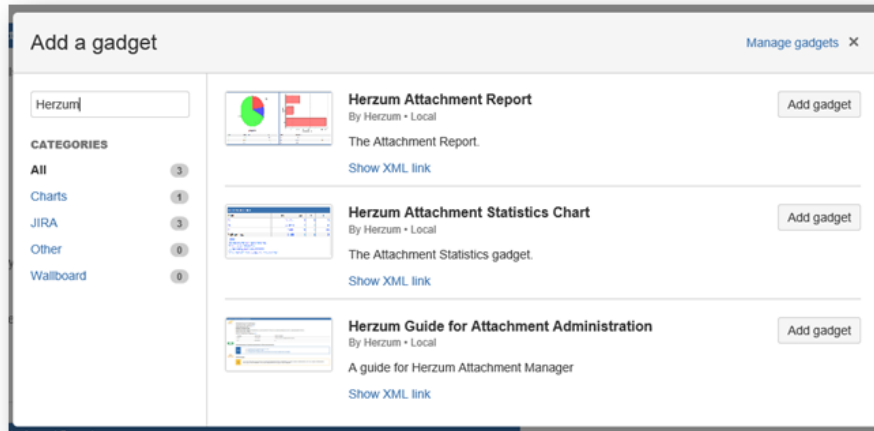 Add a gadget
Manage gadgets ×
Herzum
CATEGORIES
All 3
Charts 1
JIRA 3
Other 0
Wallboard 0
Herzum Attachment Report
By Herzum • Local
The Attachment Report.
Show XML link
Add gadget
Herzum Attachment Statistics Chart
By Herzum • Local
The Attachment Statistics gadget.
Show XML link
Add gadget
Herzum Guide for Attachment Administration
By Herzum • Local
A guide for Herzum Attachment Manager
Show XML link
Add gadget